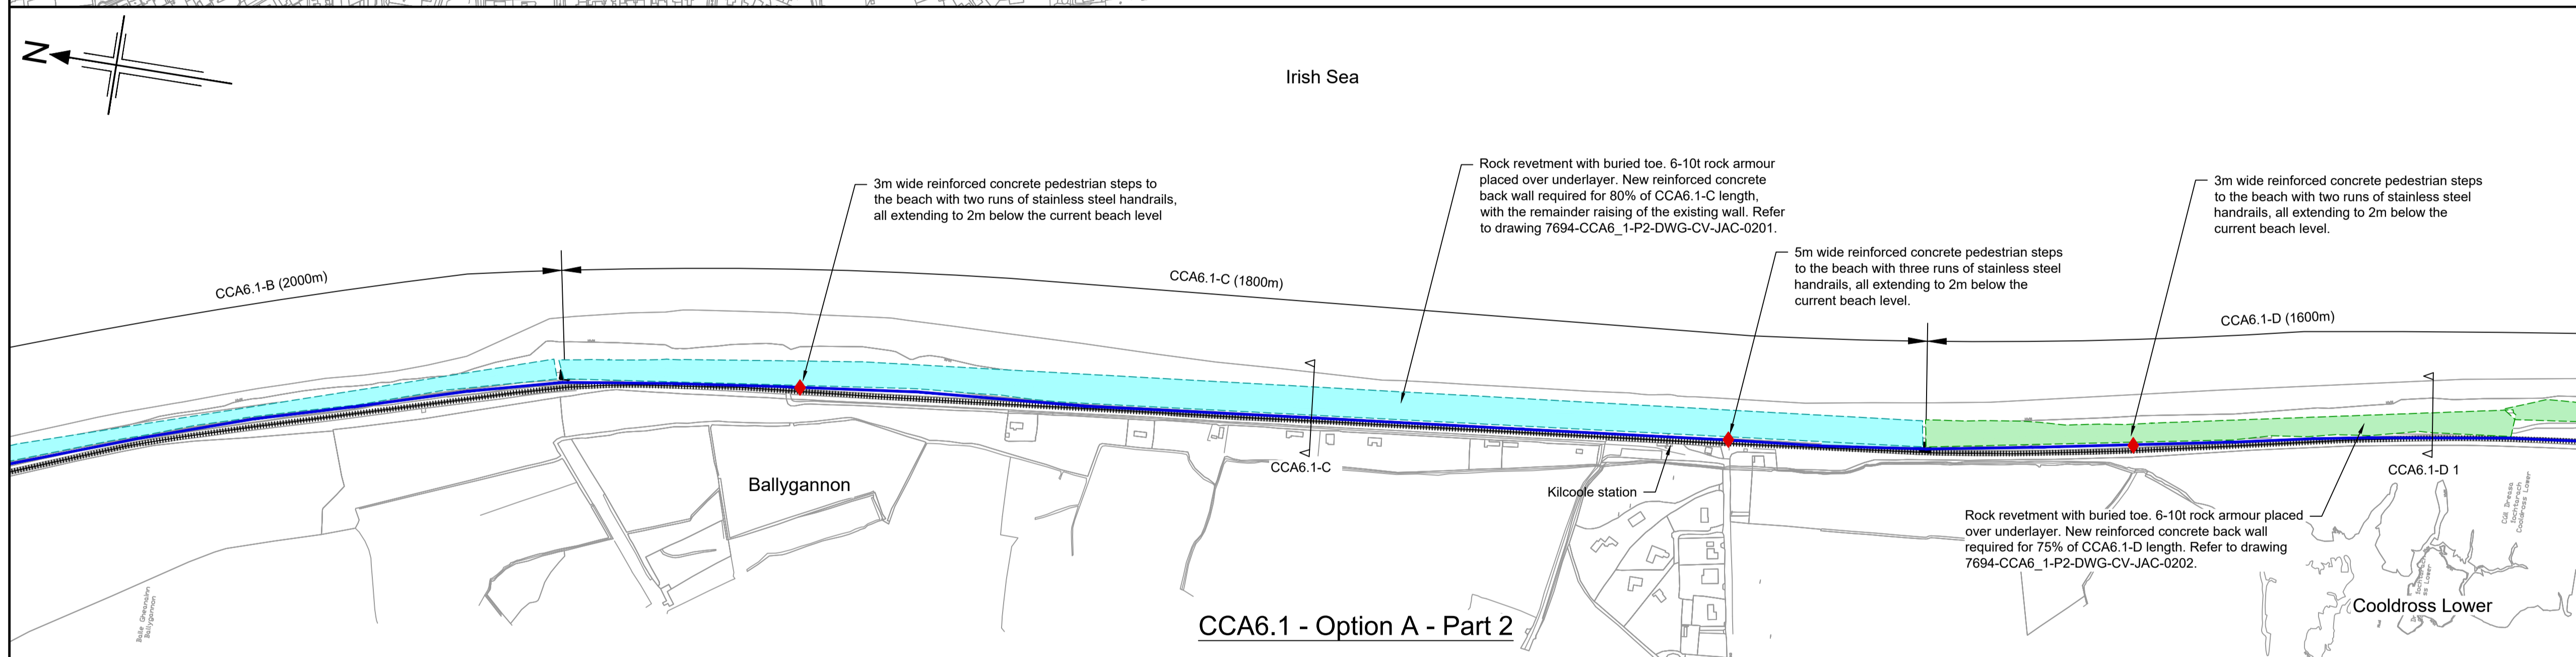 N
Irish Sea
3m wide reinforced concrete pedestrian steps to
the beach with two runs of stainless steel handrails,
all extending to 2m below the current beach level
Rock revetment with buried toe. 6-10t rock armour
placed over underlayer. New reinforced concrete
back wall required for 80% of CCA6.1-C length,
with the remainder raising of the existing wall. Refer
to drawing 7694-CCA6_1-P2-DWG-CV-JAC-0201.
5m wide reinforced concrete pedestrian steps
to the beach with three runs of stainless steel
handrails, all extending to 2m below the
current beach level.
3m wide reinforced concrete pedestrian steps
to the beach with two runs of stainless steel
handrails, all extending to 2m below the
current beach level.
CCA6.1-B (2000m)
CCA6.1-C (1800m)
CCA6.1-D (1600m)
CCA6.1-C
CCA6.1-D 1
Ballygannon
Kilcoole station
Rock revetment with buried toe. 6-10t rock armour placed
over underlayer. New reinforced concrete back wall
required for 75% of CCA6.1-D length. Refer to drawing
7694-CCA6_1-P2-DWG-CV-JAC-0202.
Ballygannon
Iochtarach
Cooldross Lower
Cooldross Lower
CCA6.1 - Option A - Part 2